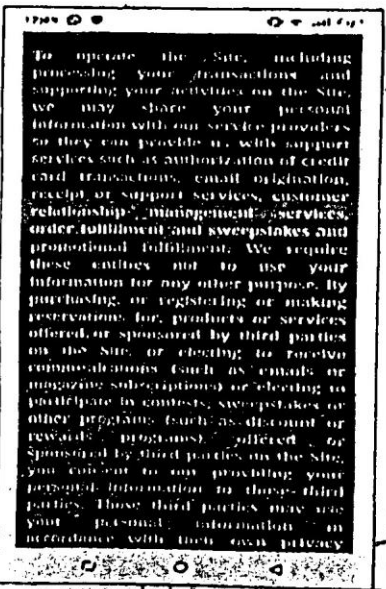 To operate the Site, including
processing your transactions and
supporting your activities on the Site,
we may share your personal
information with our service providers
so they can provide us with support
services such as authorization of credit
card transactions, email origination,
receipt or support services, customer
relationship management services,
order fulfillment and sweepstakes and
promotional fulfillment. We require
these entities not to use your
information for any other purpose. By
purchasing, or registering or making
reservations for, products or services
offered or sponsored by third parties
on the Site, or electing to receive
communications (such as emails or
magazine subscriptions) or electing to
participate in contests, sweepstakes or
other programs (such as discount or
rewards programs), offered or
sponsored by third parties on the Site,
you consent to our providing your
personal information to those third
parties. Those third parties may use
your personal information in
accordance with their own privacy